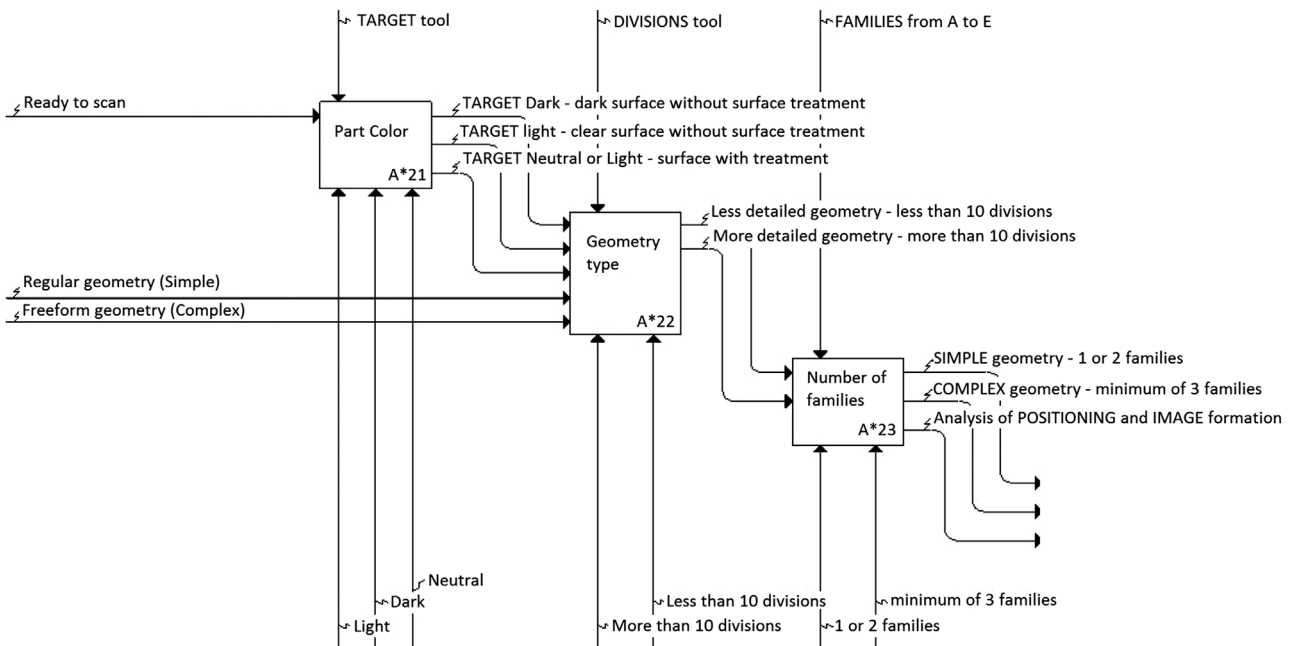 TARGET tool
DIVISIONS tool
FAMILIES from A to E
Ready to scan
TARGET Dark - dark surface without surface treatment
Part Color
TARGET light - clear surface without surface treatment
TARGET Neutral or Light - surface with treatment
A*21
Less detailed geometry - less than 10 divisions
Geometry
type
More detailed geometry - more than 10 divisions
Regular geometry (Simple)
Freeform geometry (Complex)
A*22
SIMPLE geometry - 1 or 2 families
Number of
families
COMPLEX geometry - minimum of 3 families
Analysis of POSITIONING and IMAGE formation
A*23
Neutral
Dark
Less than 10 divisions
minimum of 3 families
Light
More than 10 divisions
1 or 2 families